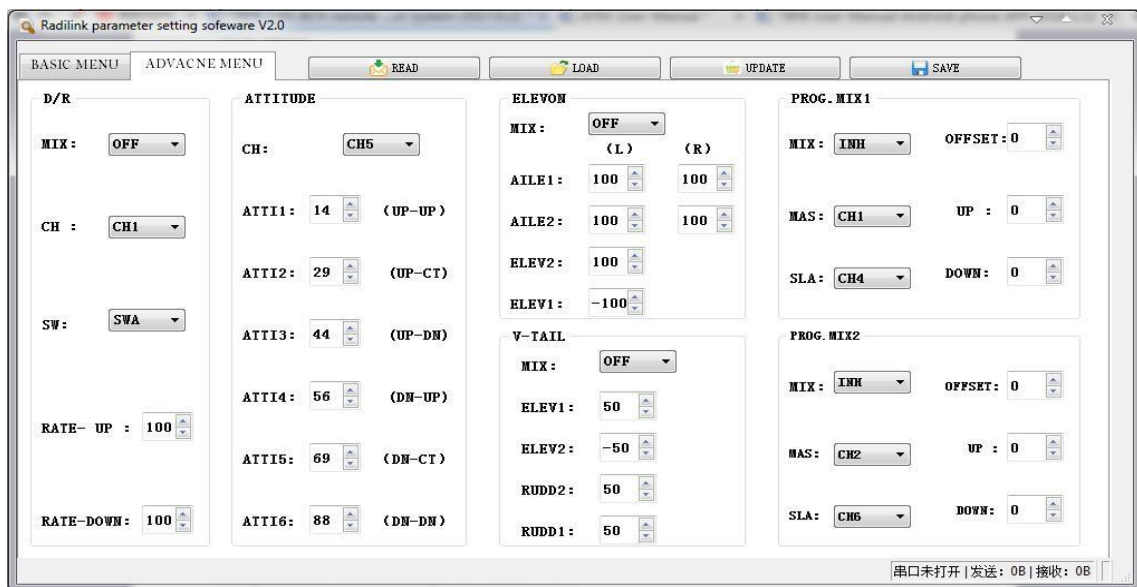 Radilink parameter setting sofeware V2.0
BASIC MENU ADVACNE MENU READ LOAD UPDATE SAVE
D/R
MIX: OFF
CH : CH1
SW: SWA
RATE- UP : 100
RATE-DOWN: 100
ATTITUDE
CH: CH5
ATTI1: 14 (UP-UP)
ATTI2: 29 (UP-CT)
ATTI3: 44 (UP-DN)
ATTI4: 56 (DN-UP)
ATTI5: 69 (DN-CT)
ATTI6: 88 (DN-DN)
ELEVON
MIX: OFF
(L) (R)
AILE1: 100 100
AILE2: 100 100
ELEV2: 100
ELEV1: -100
V-TAIL
MIX: OFF
ELEV1: 50
ELEV2: -50
RUDD2: 50
RUDD1: 50
PROG.MIX1
MIX: INH OFFSET: 0
MAS: CH1 UP : 0
SLA: CH4 DOWN: 0
PROG.MIX2
MIX: INH OFFSET: 0
MAS: CH2 UP : 0
SLA: CH6 DOWN: 0
串口未打开|发送: 0B|接收: 0B